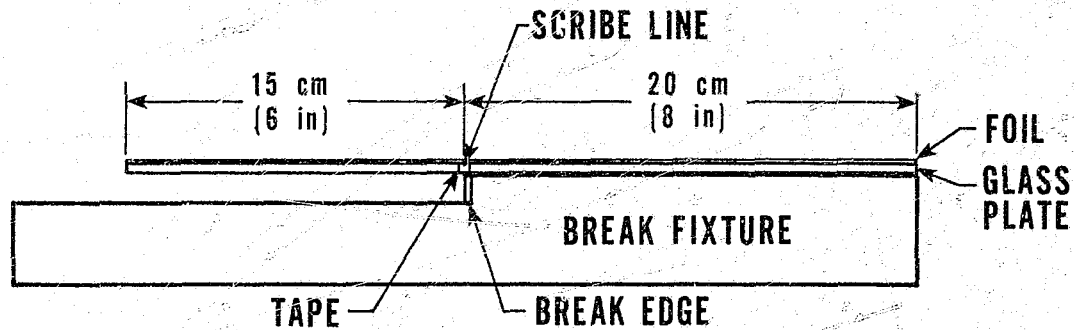 SCRIBE LINE
15 cm
(6 in)
20 cm
(8 in)
FOIL
GLASS
PLATE
BREAK FIXTURE
TAPE
BREAK EDGE